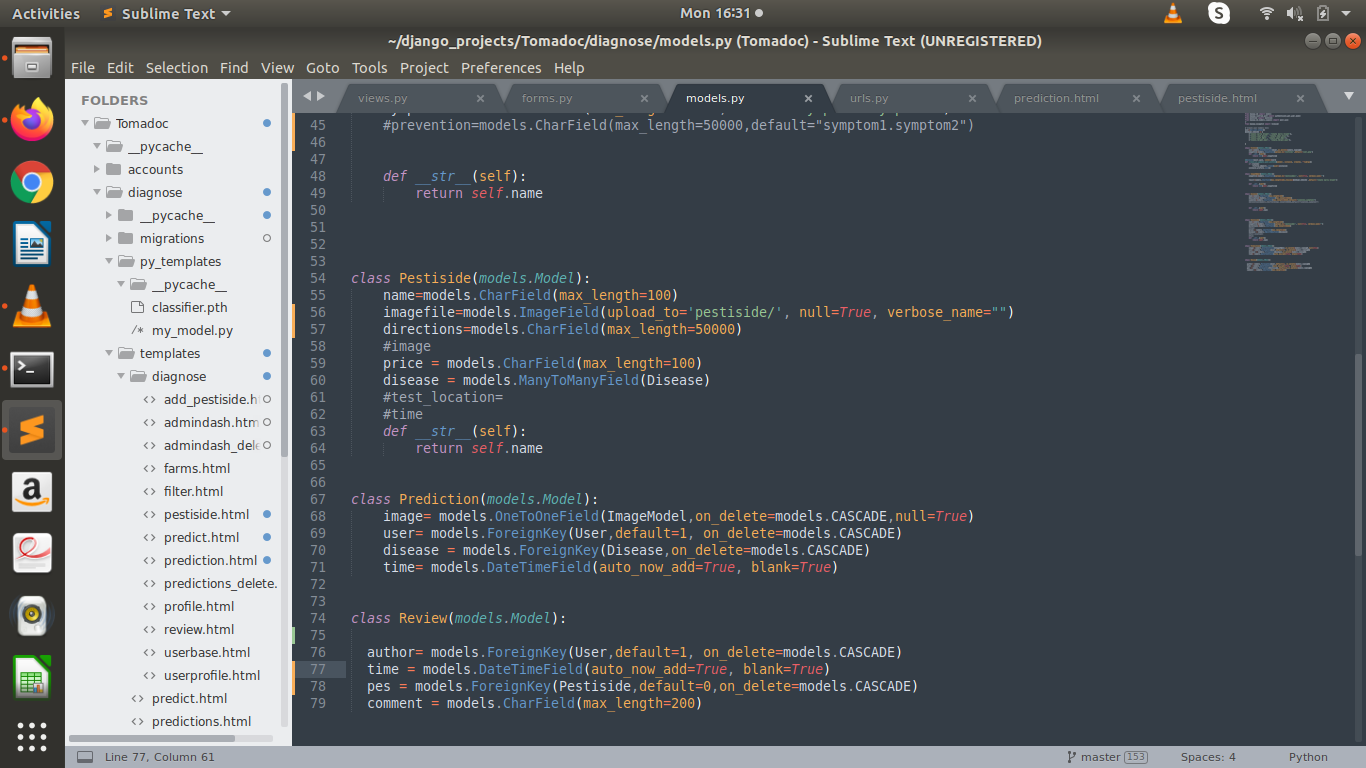 Activities Sublime Text Mon 16:31
~/django_projects/Tomadoc/diagnose/models.py (Tomadoc) - Sublime Text (UNREGISTERED)
File Edit Selection Find View Goto Tools Project Preferences Help
FOLDERS
Tomadoc
__pycache__
accounts
diagnose
__pycache__
migrations
py_templates
__pycache__
classifier.pth
/* my_model.py
templates
diagnose
<> add_pestiside.h
<> admindash.htm
<> admindash_dele
<> farms.html
<> filter.html
<> pestiside.html
<> predict.html
<> prediction.html
<> predictions_delete.
<> profile.html
<> review.html
<> userbase.html
<> userprofile.html
<> predict.html
<> predictions.html
views.py × forms.py × models.py × urls.py × prediction.html × pestiside.html ×
45 #prevention=models.CharField(max_length=50000,default="symptom1.symptom2")
46
47
48 def __str__(self):
49 return self.name
50
51
52
53
54 class Pestiside(models.Model):
55 name=models.CharField(max_length=100)
56 imagefile=models.ImageField(upload_to='pestiside/', null=True, verbose_name="")
57 directions=models.CharField(max_length=50000)
58 #image
59 price = models.CharField(max_length=100)
60 disease = models.ManyToManyField(Disease)
61 #test_location=
62 #time
63 def __str__(self):
64 return self.name
65
66
67 class Prediction(models.Model):
68 image= models.OneToOneField(ImageModel,on_delete=models.CASCADE,null=True)
69 user= models.ForeignKey(User,default=1, on_delete=models.CASCADE)
70 disease = models.ForeignKey(Disease,on_delete=models.CASCADE)
71 time= models.DateTimeField(auto_now_add=True, blank=True)
72
73
74 class Review(models.Model):
75
76 author= models.ForeignKey(User,default=1, on_delete=models.CASCADE)
77 time = models.DateTimeField(auto_now_add=True, blank=True)
78 pes = models.ForeignKey(Pestiside,default=0,on_delete=models.CASCADE)
79 comment = models.CharField(max_length=200)
Line 77, Column 61 master 153 Spaces: 4 Python